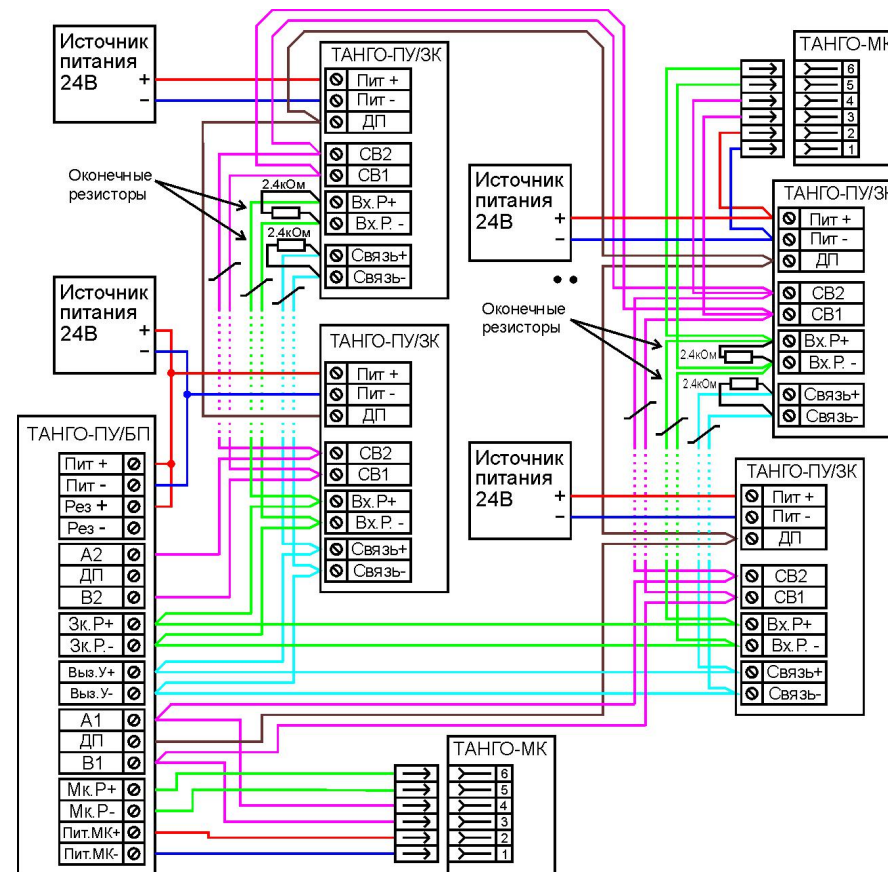 Источник
питания
24В
+
−
ТАНГО-ПУ/ЗК
Пит +
Пит -
ДП
СВ2
СВ1
Вх.Р+
Вх.Р. -
Связь+
Связь-
Оконечные
резисторы
2.4кОм
2.4кОм
ТАНГО-МК
6
5
4
3
2
1
Источник
питания
24В
+
−
ТАНГО-ПУ/ЗК
Пит +
Пит -
ДП
СВ2
СВ1
Вх.Р+
Вх.Р. -
Связь+
Связь-
Оконечные
резисторы
2.4кОм
2.4кОм
Источник
питания
24В
+
−
ТАНГО-ПУ/ЗК
Пит +
Пит -
ДП
СВ2
СВ1
Вх.Р+
Вх.Р. -
Связь+
Связь-
Источник
питания
24В
+
−
ТАНГО-ПУ/ЗК
Пит +
Пит -
ДП
СВ2
СВ1
Вх.Р+
Вх.Р. -
Связь+
Связь-
ТАНГО-ПУ/БП
Пит +
Пит -
Рез +
Рез -
А2
ДП
В2
Зк.Р+
Зк.Р.-
Выз.У+
Выз.У-
А1
ДП
В1
Мк.Р+
Мк.Р-
Пит.МК+
Пит.МК-
ТАНГО-МК
6
5
4
3
2
1